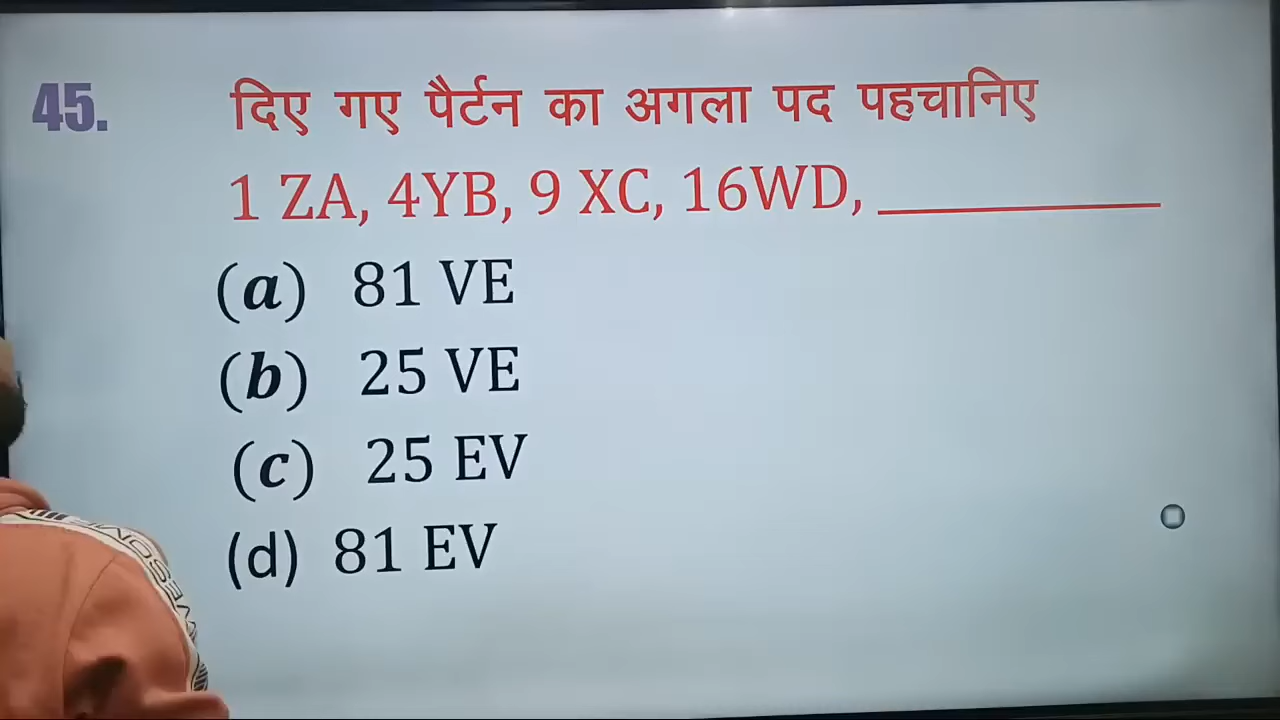 45. दिए गए पैर्टन का अगला पद पहचानिए
1 ZA, 4YB, 9 XC, 16WD, __________
(a) 81 VE
(b) 25 VE
(c) 25 EV
(d) 81 EV